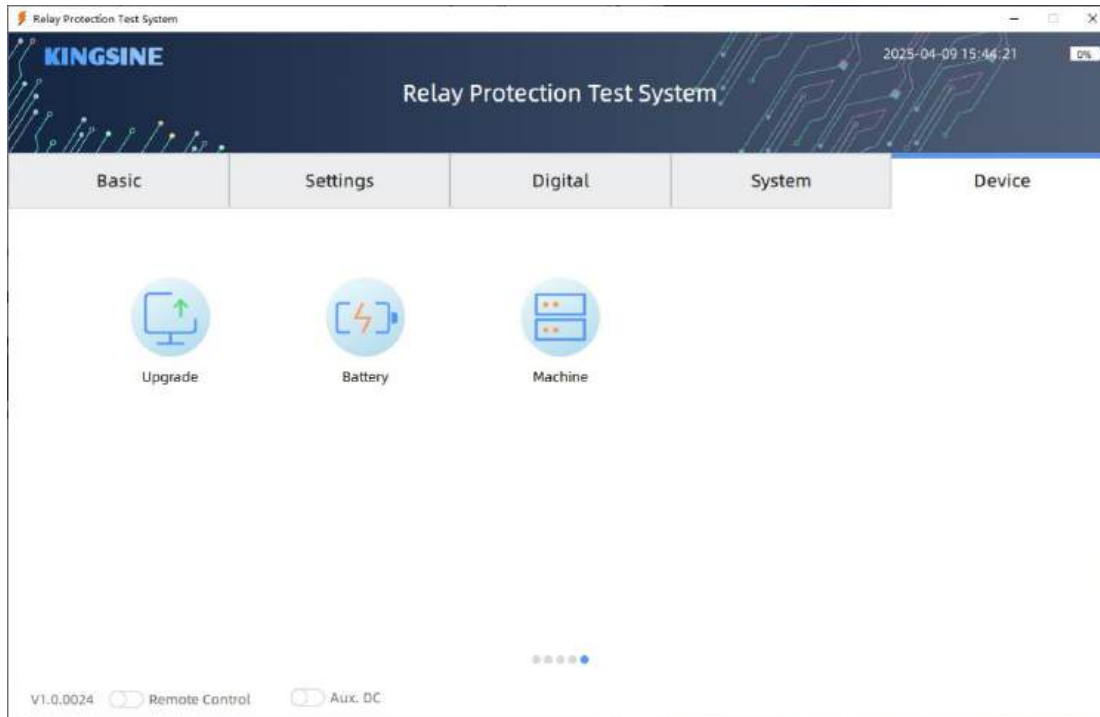 Relay Protection Test System
KINGSINE
2025-04-09 15:44:21
0%
Relay Protection Test System
Basic
Settings
Digital
System
Device
Upgrade
Battery
Machine
V1.0.0024
Remote Control
Aux. DC